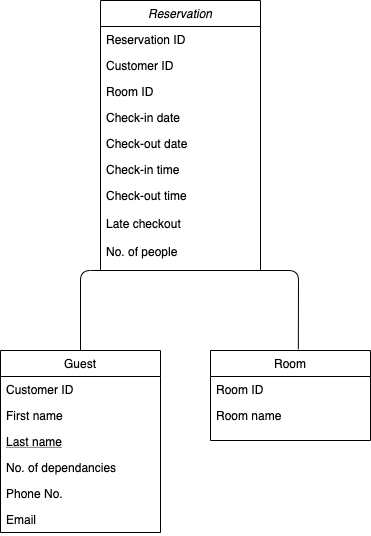 Reservation
Reservation ID
Customer ID
Room ID
Check-in date
Check-out date
Check-in time
Check-out time
Late checkout
No. of people
Guest
Customer ID
First name
Last name
No. of dependancies
Phone No.
Email
Room
Room ID
Room name